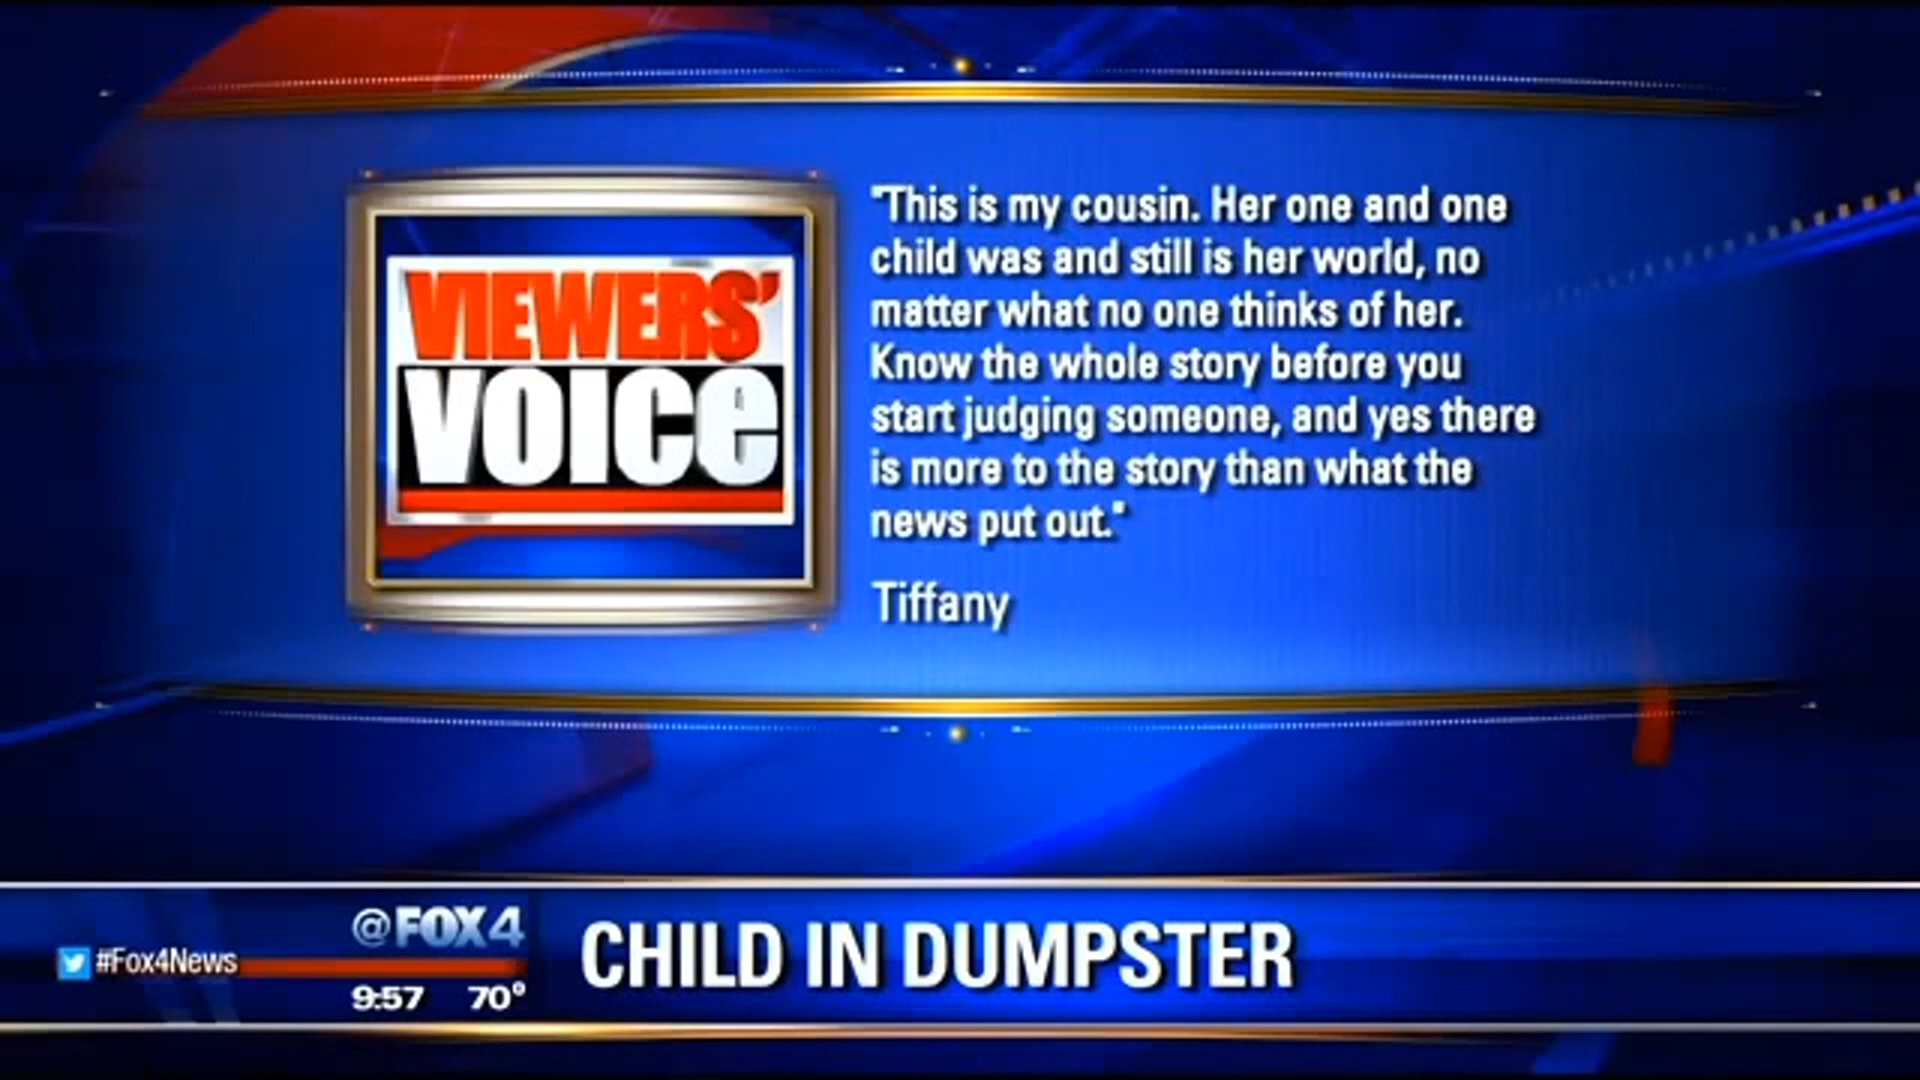 VIEWERS'
VOICE
"This is my cousin. Her one and one
child was and still is her world, no
matter what no one thinks of her.
Know the whole story before you
start judging someone, and yes there
is more to the story than what the
news put out."
Tiffany
#Fox4News
@FOX4
9:57 70°
CHILD IN DUMPSTER